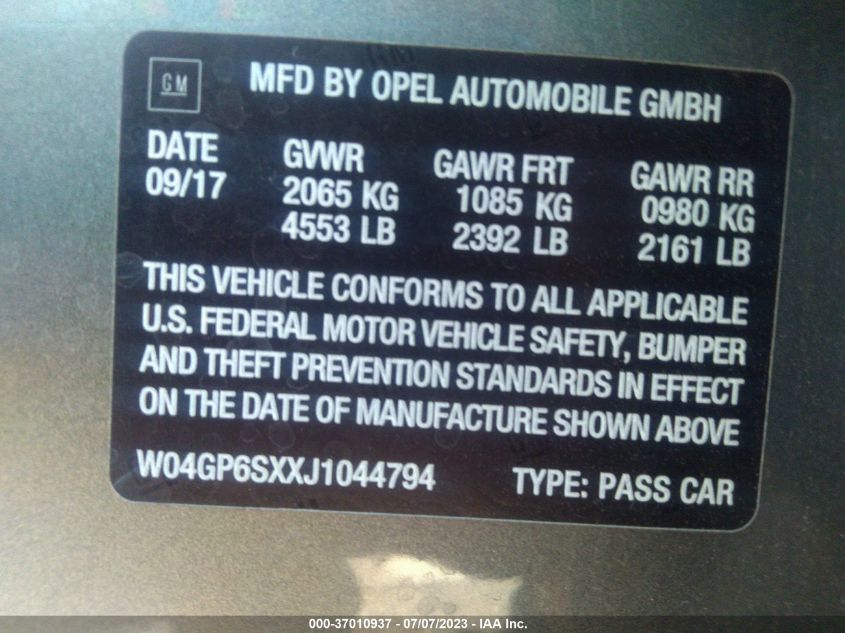 GM
MFD BY OPEL AUTOMOBILE GMBH
DATE GVWR GAWR FRT GAWR RR
09/17 2065 KG 1085 KG 0980 KG
4553 LB 2392 LB 2161 LB
THIS VEHICLE CONFORMS TO ALL APPLICABLE
U.S. FEDERAL MOTOR VEHICLE SAFETY, BUMPER
AND THEFT PREVENTION STANDARDS IN EFFECT
ON THE DATE OF MANUFACTURE SHOWN ABOVE
W04GP6SXXJ1044794 TYPE: PASS CAR
000-37010937 - 07/07/2023 - IAA Inc.